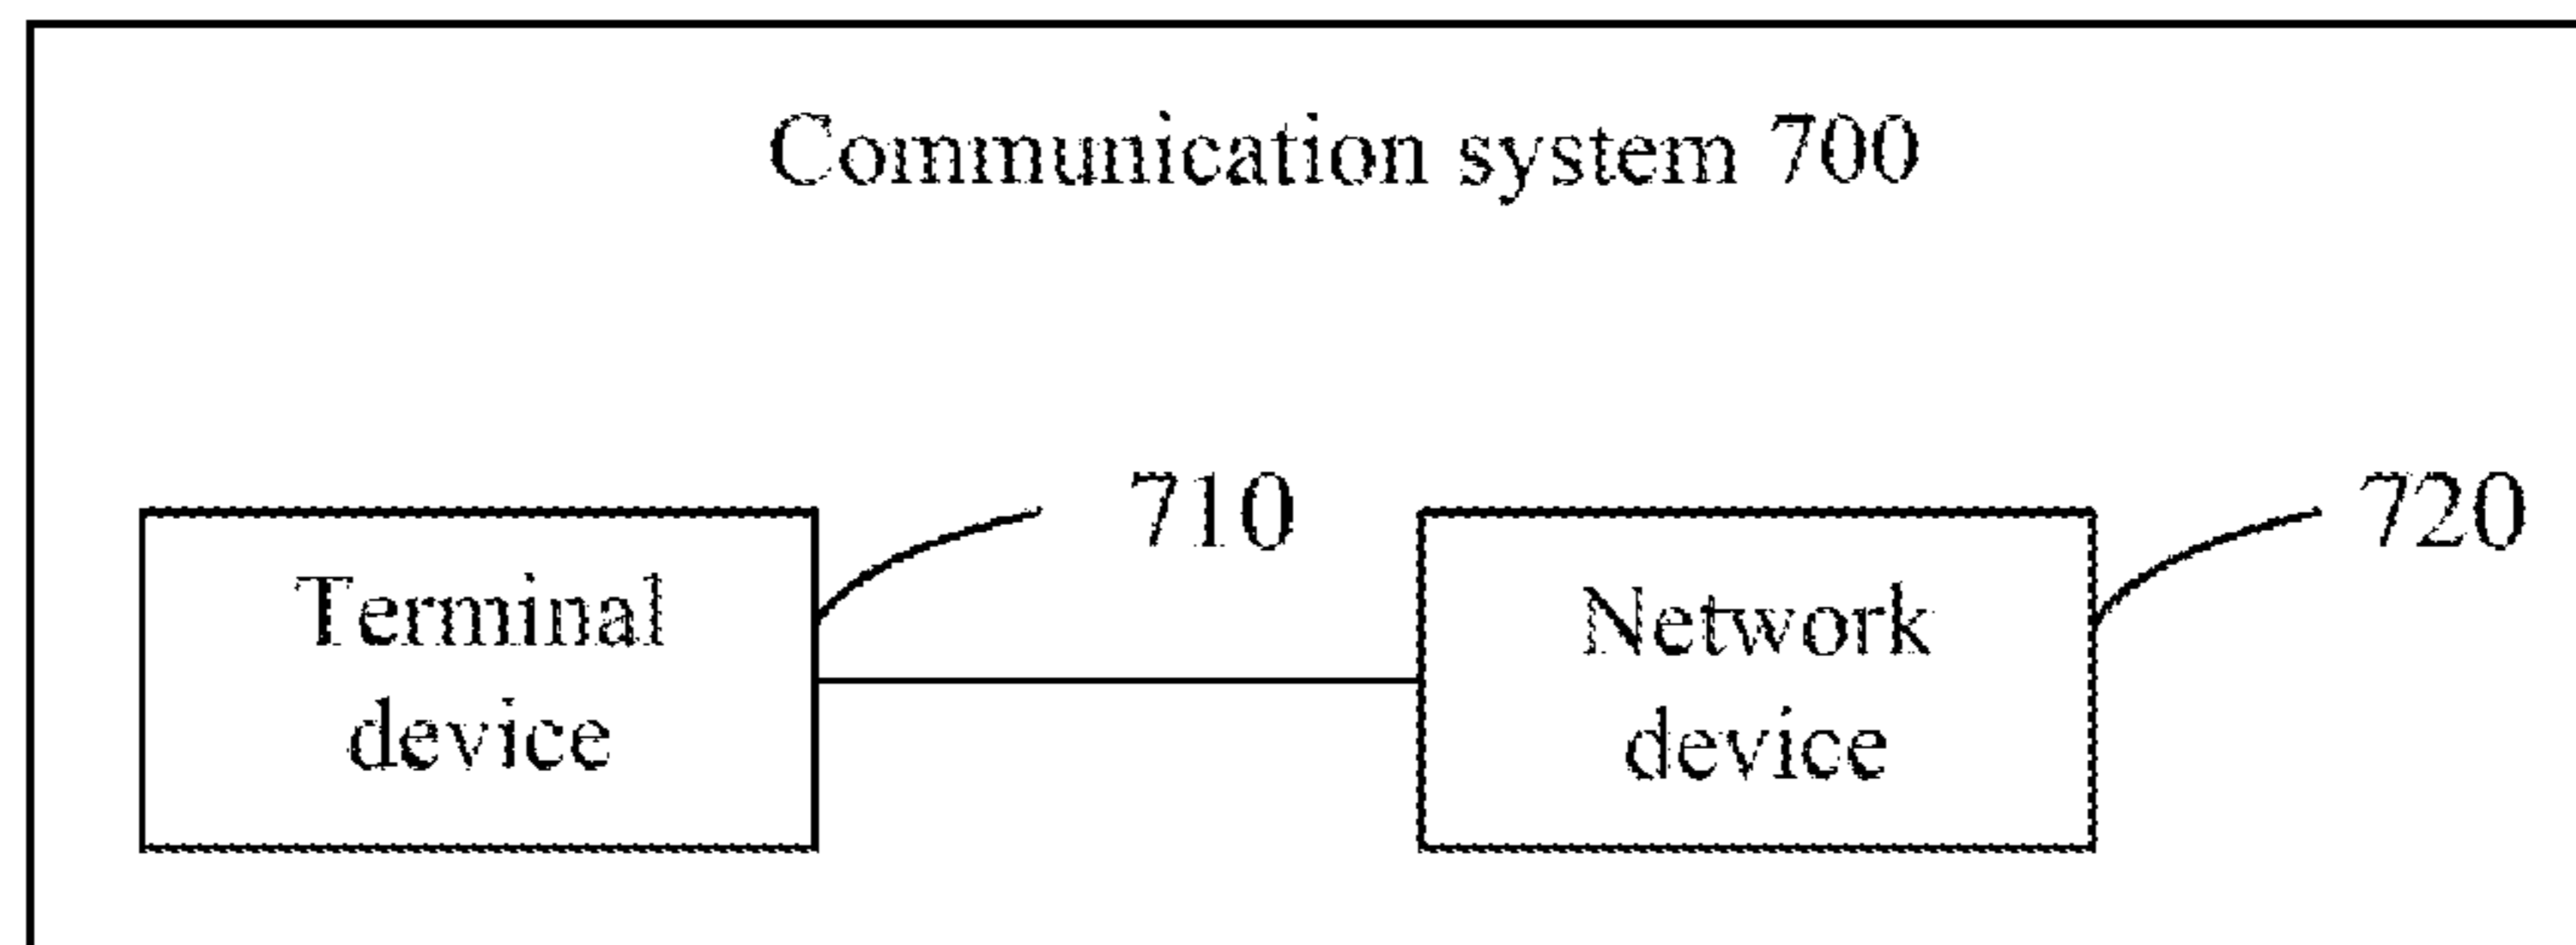 Communication system 700
710
720
Terminal
device
Network
device